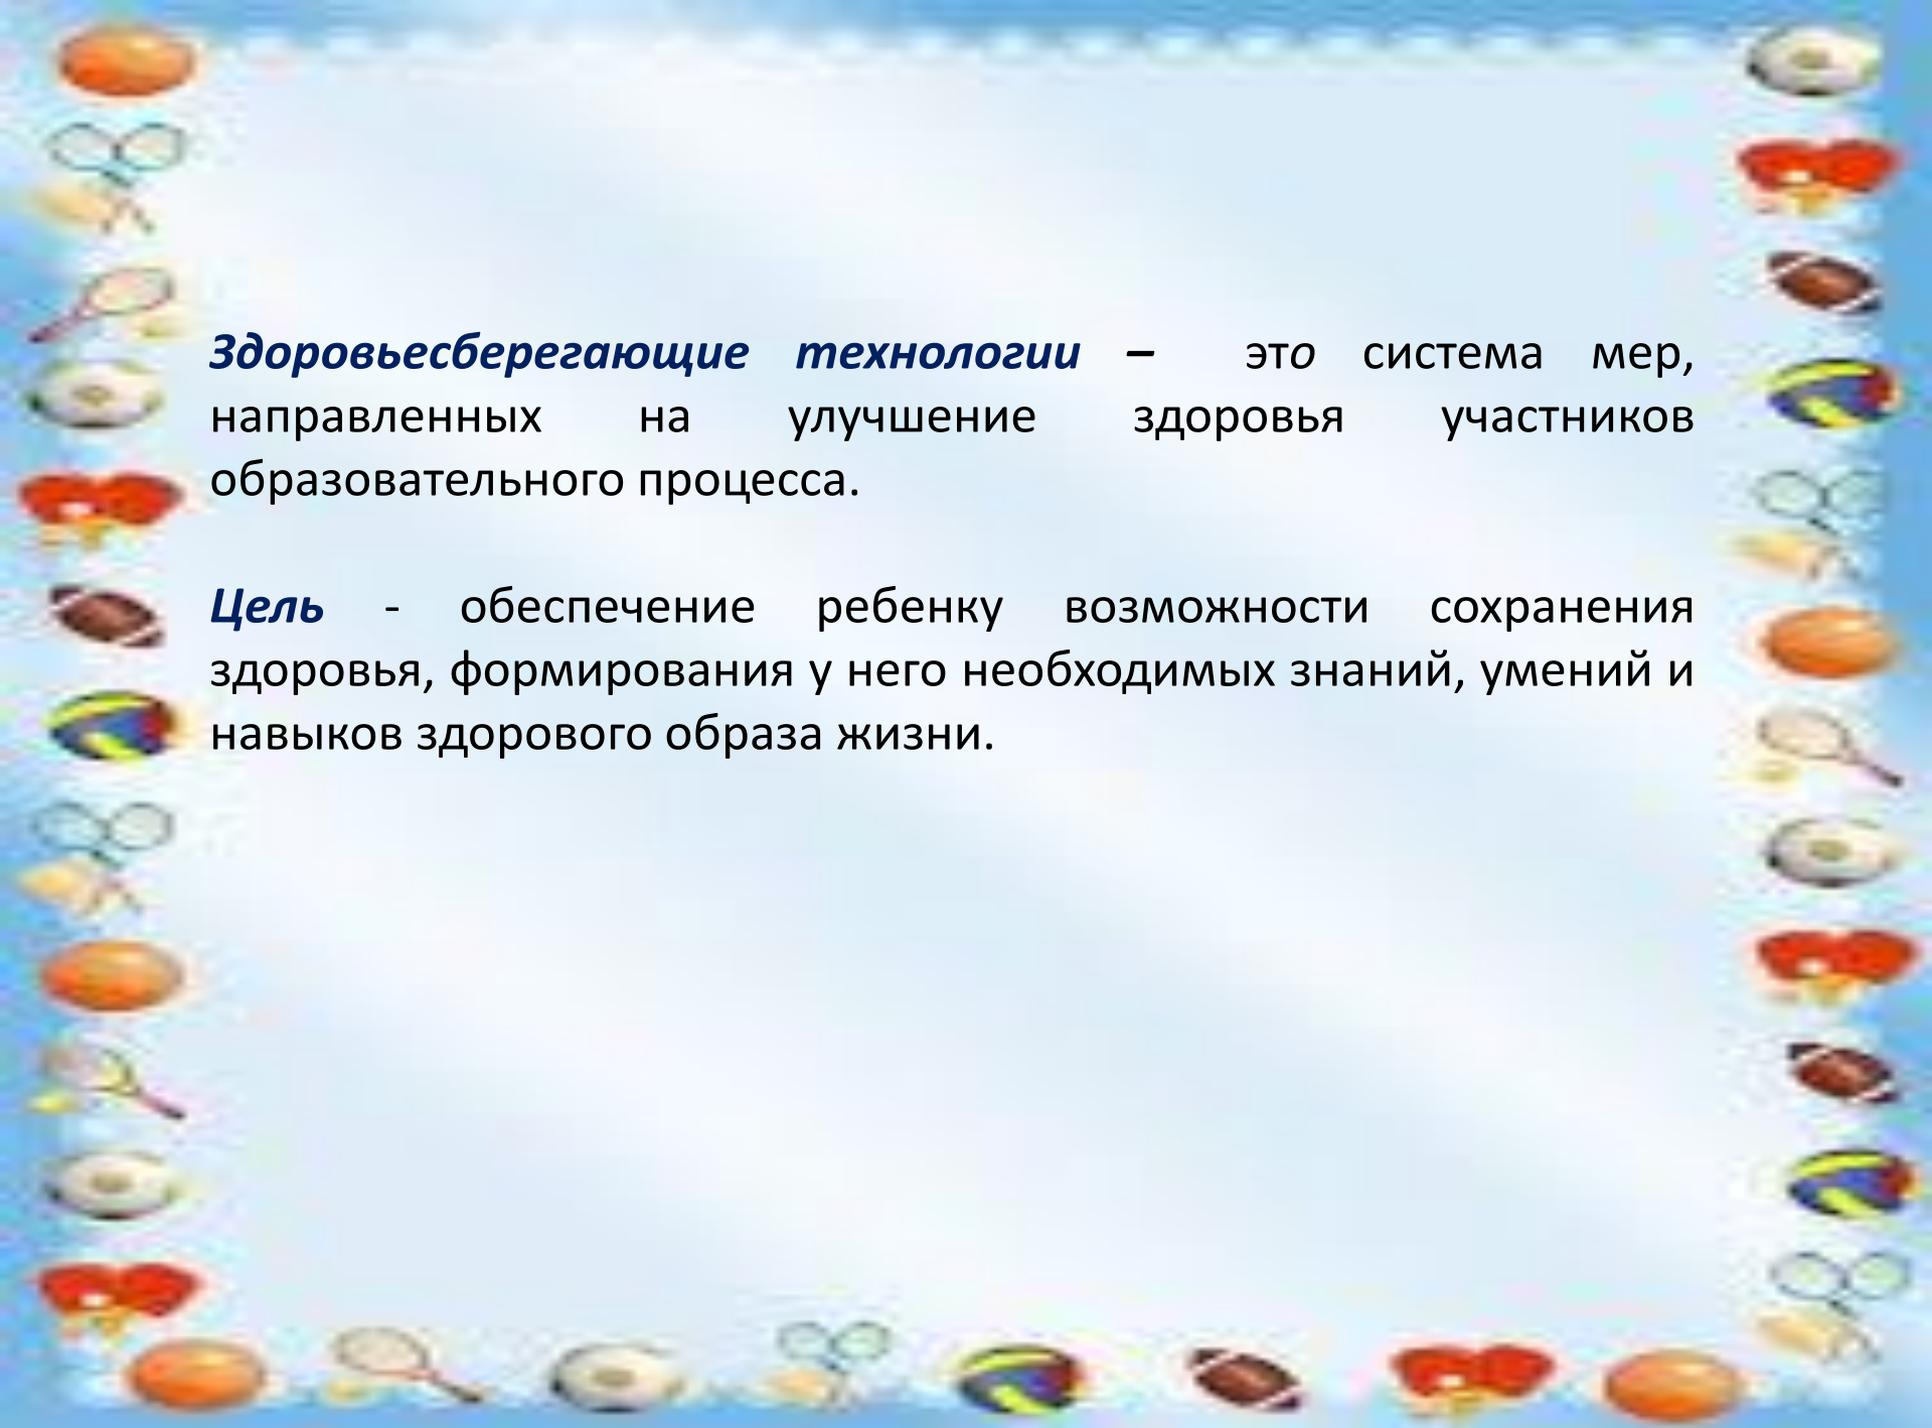 Здоровьесберегающие технологии – это система мер,
направленных на улучшение здоровья участников
образовательного процесса.
Цель - обеспечение ребенку возможности сохранения
здоровья, формирования у него необходимых знаний, умений и
навыков здорового образа жизни.